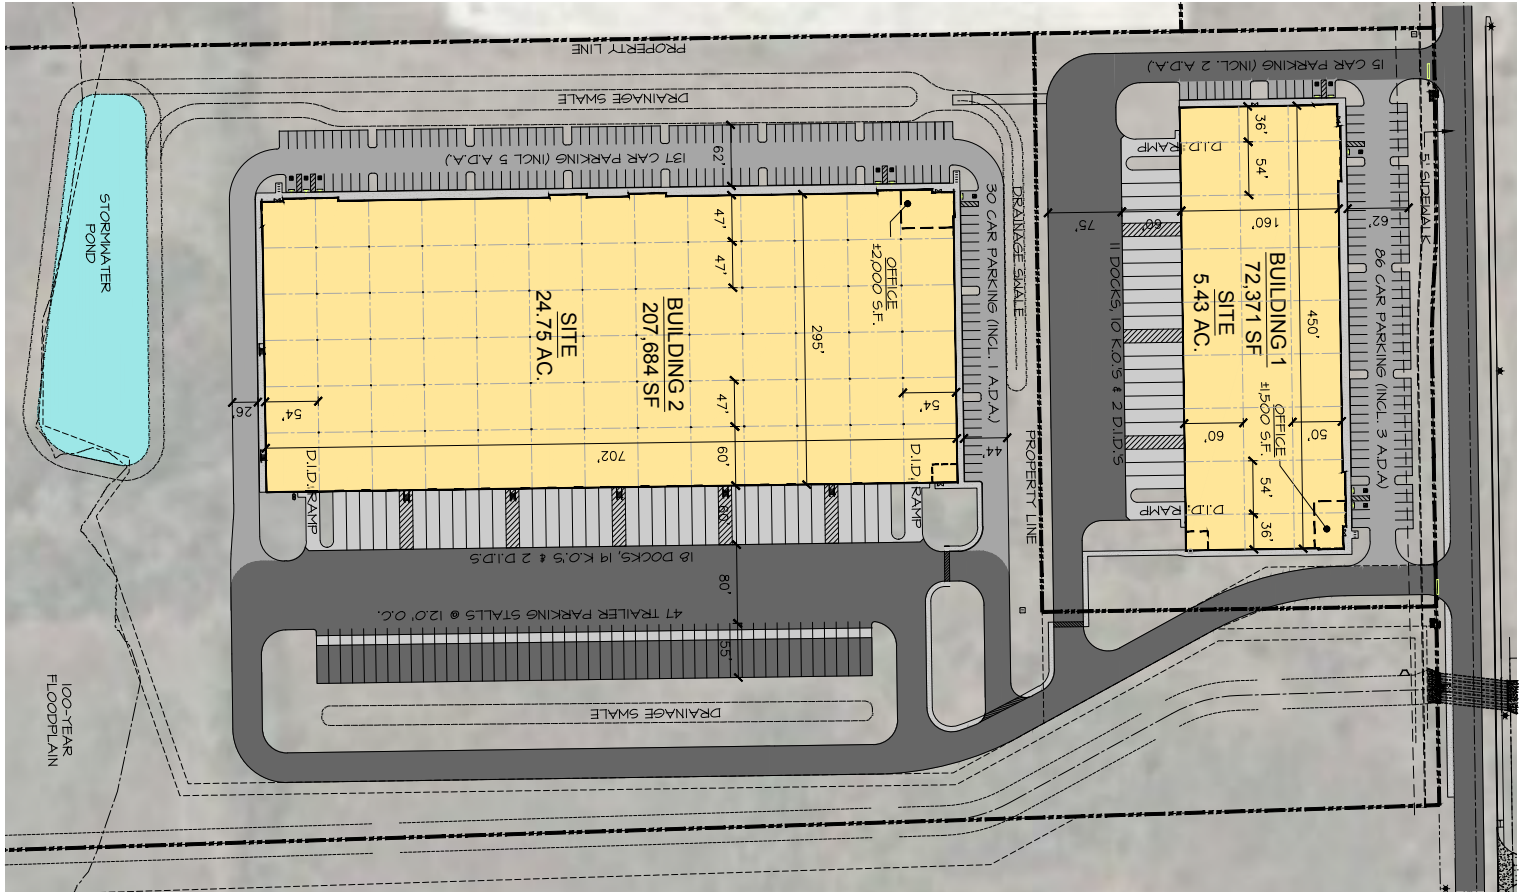 PROPERTY LINE
DRAINAGE SWALE
137 CAR PARKING (INCL 5 A.D.A.)
62'
15 CAR PARKING (INCL. 2 A.D.A.)
STORMWATER
POND
47'
47'
OFFICE
±2,000 S.F.
BUILDING 2
207,684 SF
SITE
24.75 AC.
295'
47'
54'
54'
26'
60'
702'
44'
30 CAR PARKING (INCL. 1 A.D.A.)
DRAINAGE SWALE
PROPERTY LINE
D.I.D. RAMP
D.I.D. RAMP
60'
18 DOCKS, 19 K.O.'S & 2 D.I.D.S
80'
47 TRAILER PARKING STALLS @ 12.0' O.C.
55'
DRAINAGE SWALE
100-YEAR
FLOODPLAIN
D.I.D. RAMP
36'
54'
75'
60'
160'
62'
5' SIDEWALK
BUILDING 1
72,371 SF
SITE
5.43 AC.
450'
86 CAR PARKING (INCL. 3 A.D.A.)
11 DOCKS, 10 K.O.'S & 2 D.I.D.'S
OFFICE
±1,500 S.F.
60'
50'
54'
36'
D.I.D. RAMP